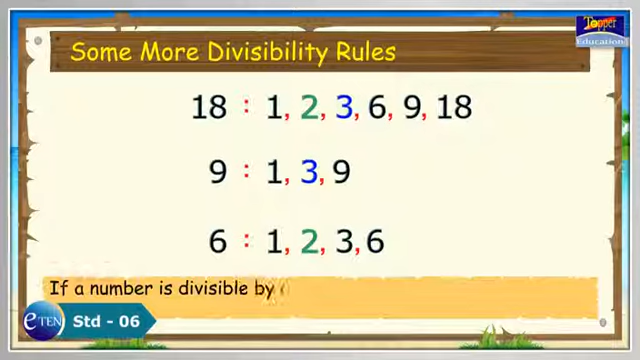 Topper
Education
Some More Divisibility Rules
18 : 1, 2, 3, 6, 9, 18
9 : 1, 3, 9
6 : 1, 2, 3, 6
If a number is divisible by
eTEN
Std - 06